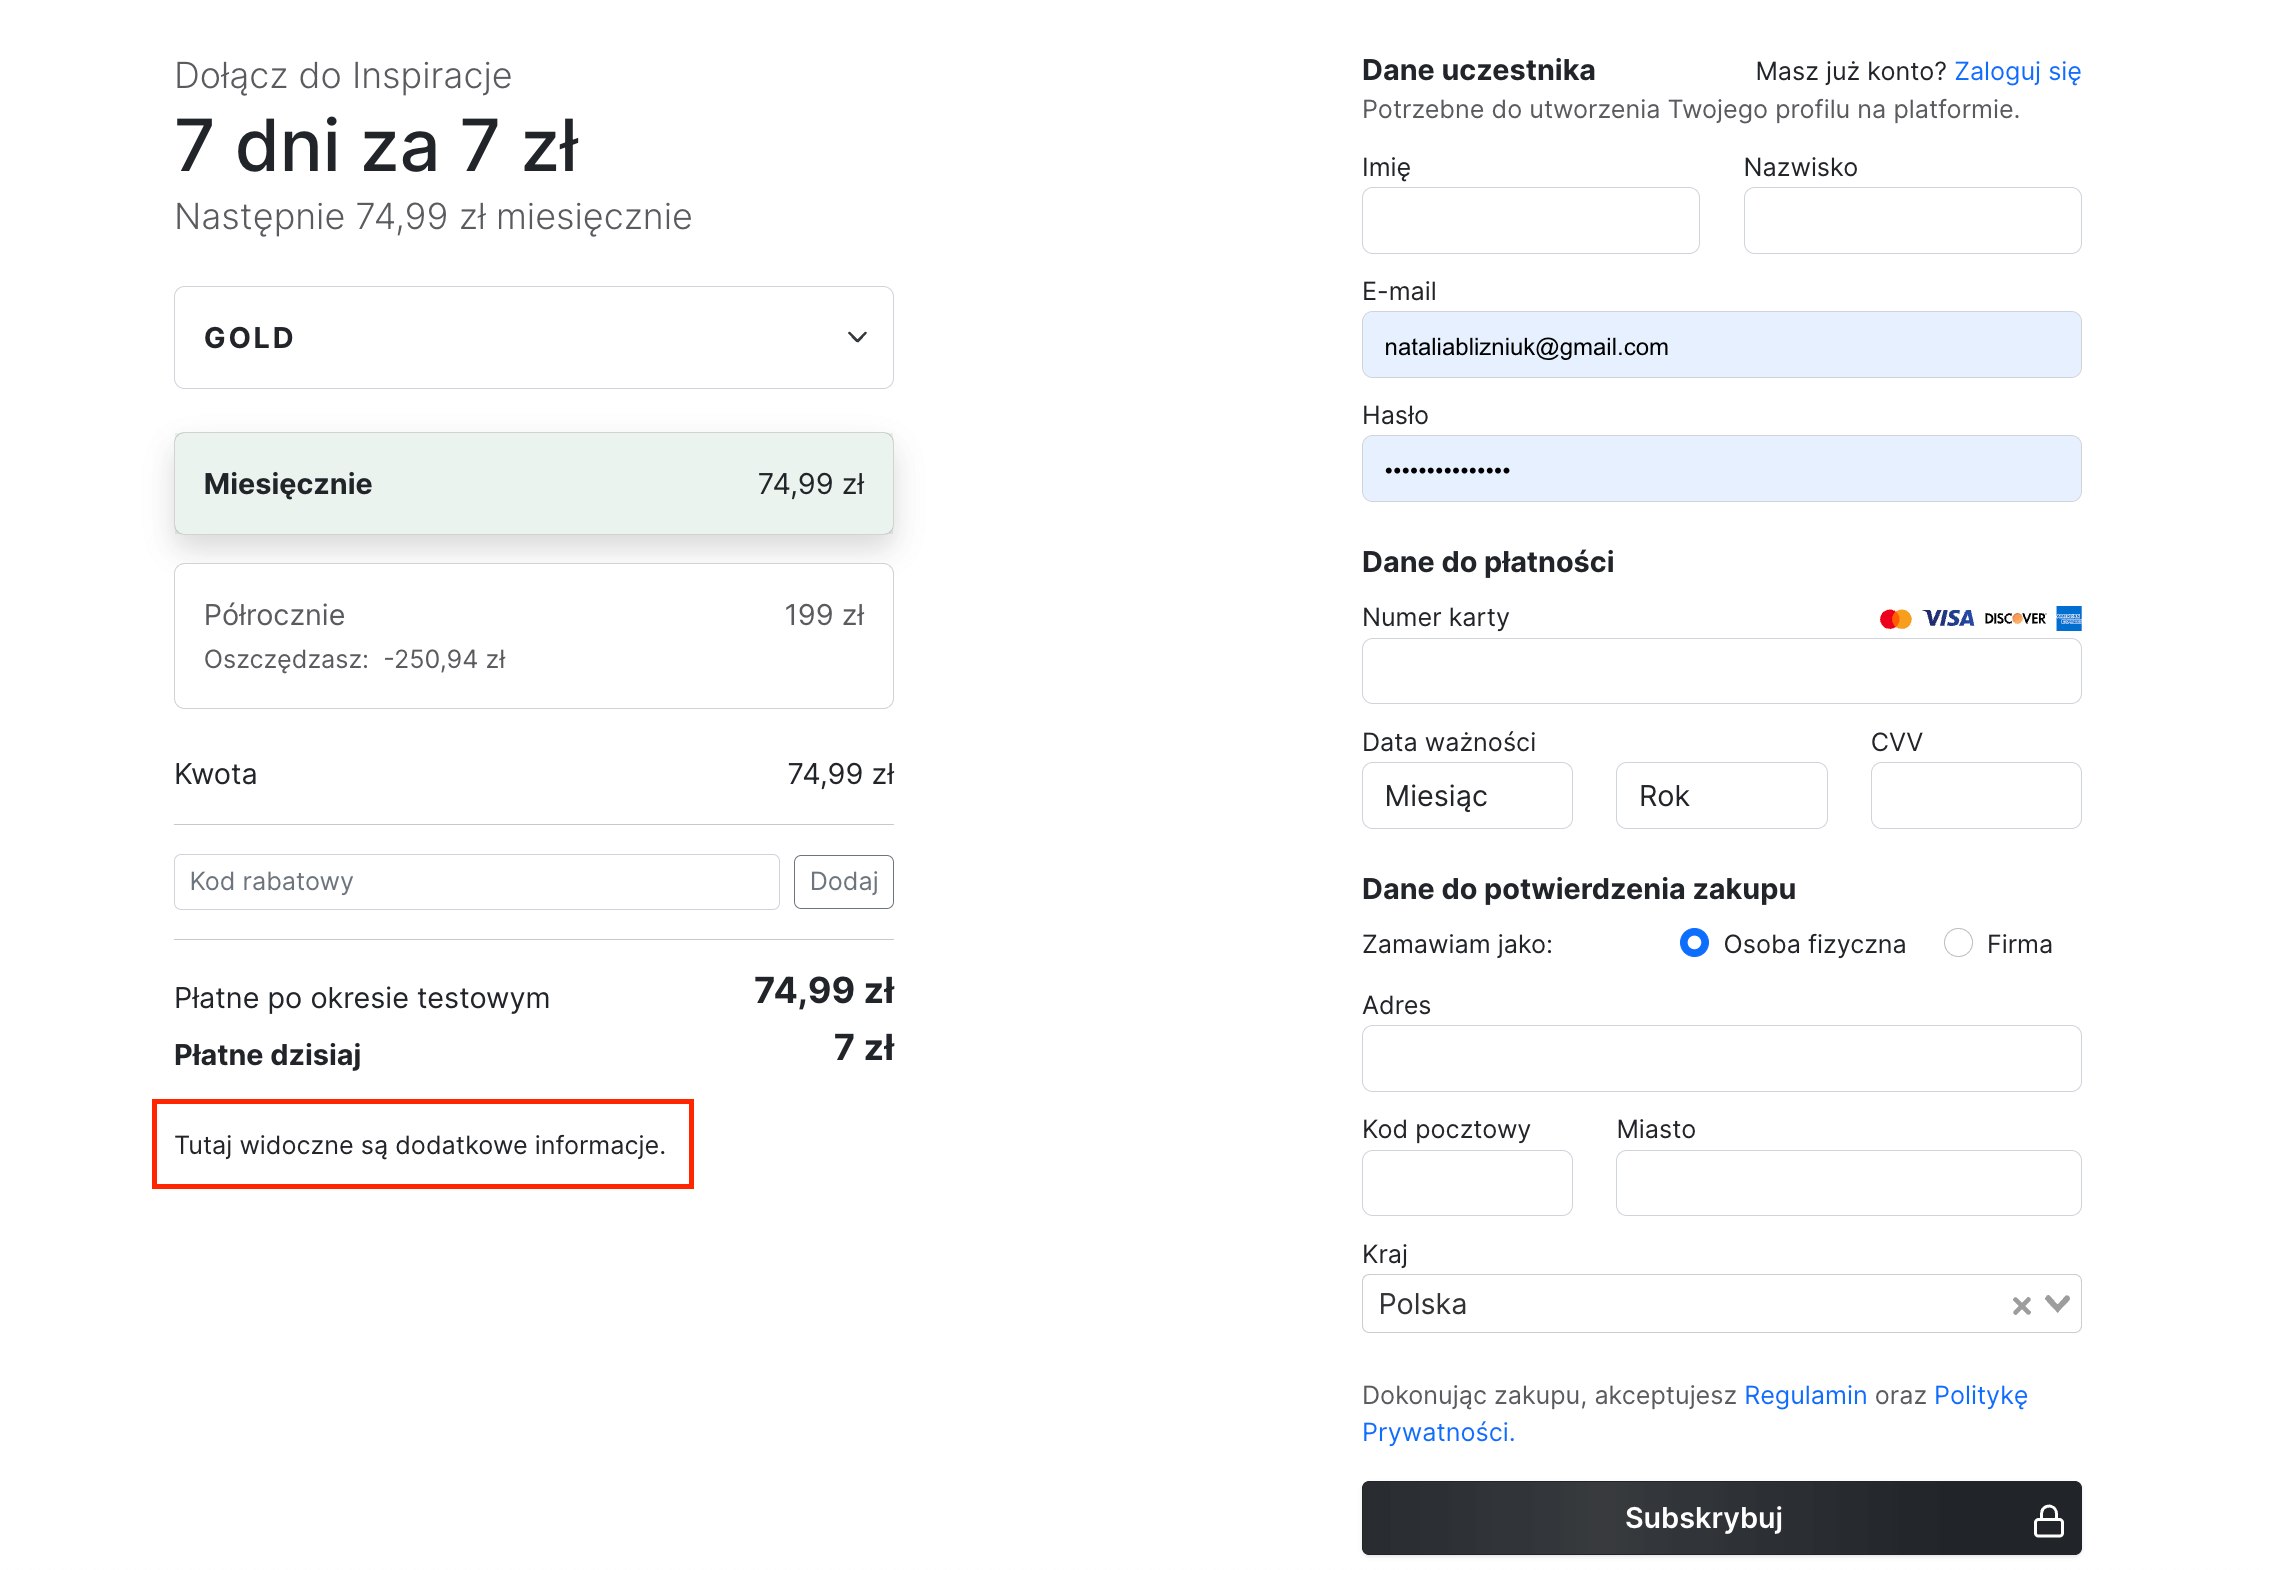 Dołącz do Inspiracje
7 dni za 7 zł
Następnie 74,99 zł miesięcznie
GOLD
Miesięcznie 74,99 zł
Półrocznie 199 zł
Oszczędzasz: -250,94 zł
Kwota 74,99 zł
Kod rabatowy Dodaj
Płatne po okresie testowym 74,99 zł
Płatne dzisiaj 7 zł
Tutaj widoczne są dodatkowe informacje.
Dane uczestnika Masz już konto? Zaloguj się
Potrzebne do utworzenia Twojego profilu na platformie.
Imię Nazwisko
E-mail
nataliablizniuk@gmail.com
Hasło
•••••••••••••••
Dane do płatności
Numer karty VISA DISCOVER
Data ważności CVV
Miesiąc Rok
Dane do potwierdzenia zakupu
Zamawiam jako: Osoba fizyczna Firma
Adres
Kod pocztowy Miasto
Kraj
Polska
Dokonując zakupu, akceptujesz Regulamin oraz Politykę
Prywatności.
Subskrybuj